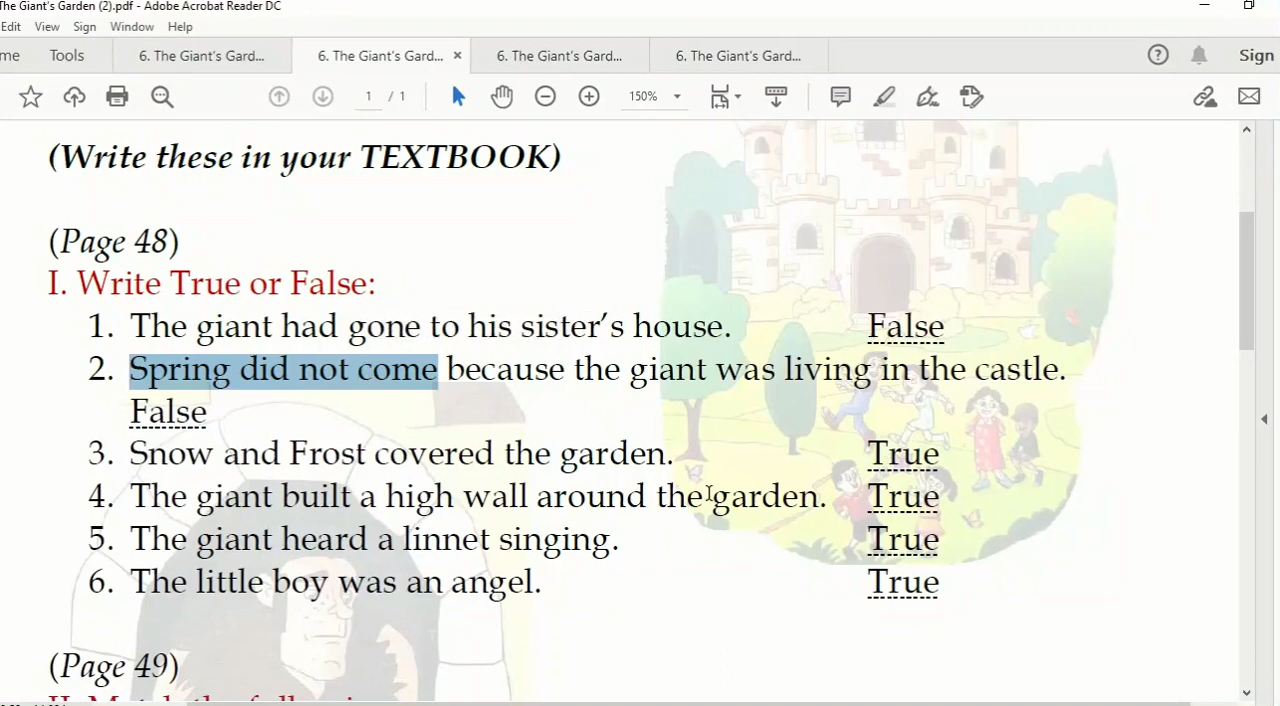 The Giant's Garden (2).pdf - Adobe Acrobat Reader DC
Edit View Sign Window Help
me Tools 6. The Giant's Gard... 6. The Giant's Gard... × 6. The Giant's Gard... 6. The Giant's Gard... Sign
1 / 1 150%
(Write these in your TEXTBOOK)
(Page 48)
I. Write True or False:
1. The giant had gone to his sister’s house. False
2. Spring did not come because the giant was living in the castle.
False
3. Snow and Frost covered the garden. True
4. The giant built a high wall around the garden. True
5. The giant heard a linnet singing. True
6. The little boy was an angel. True
(Page 49)